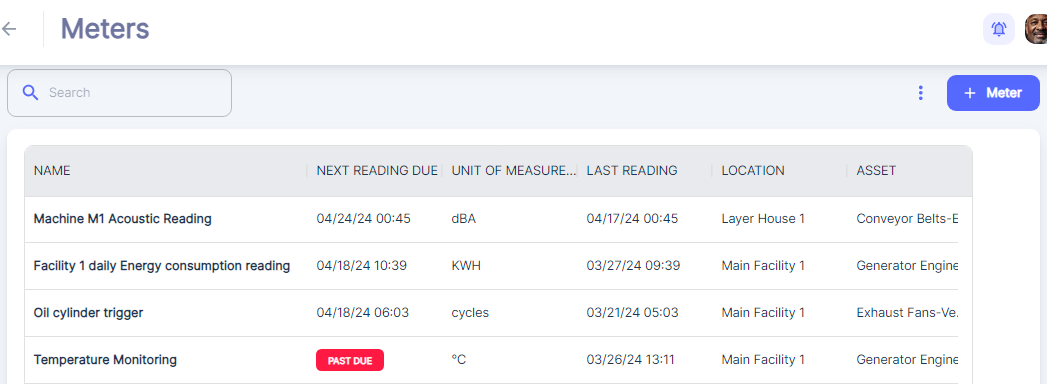 Meters
Search
+ Meter
NAME NEXT READING DUE UNIT OF MEASURE... LAST READING LOCATION ASSET
Machine M1 Acoustic Reading 04/24/24 00:45 dBA 04/17/24 00:45 Layer House 1 Conveyor Belts-E
Facility 1 daily Energy consumption reading 04/18/24 10:39 KWH 03/27/24 09:39 Main Facility 1 Generator Engine
Oil cylinder trigger 04/18/24 06:03 cycles 03/21/24 05:03 Main Facility 1 Exhaust Fans-Ve.
Temperature Monitoring PAST DUE °C 03/26/24 13:11 Main Facility 1 Generator Engine